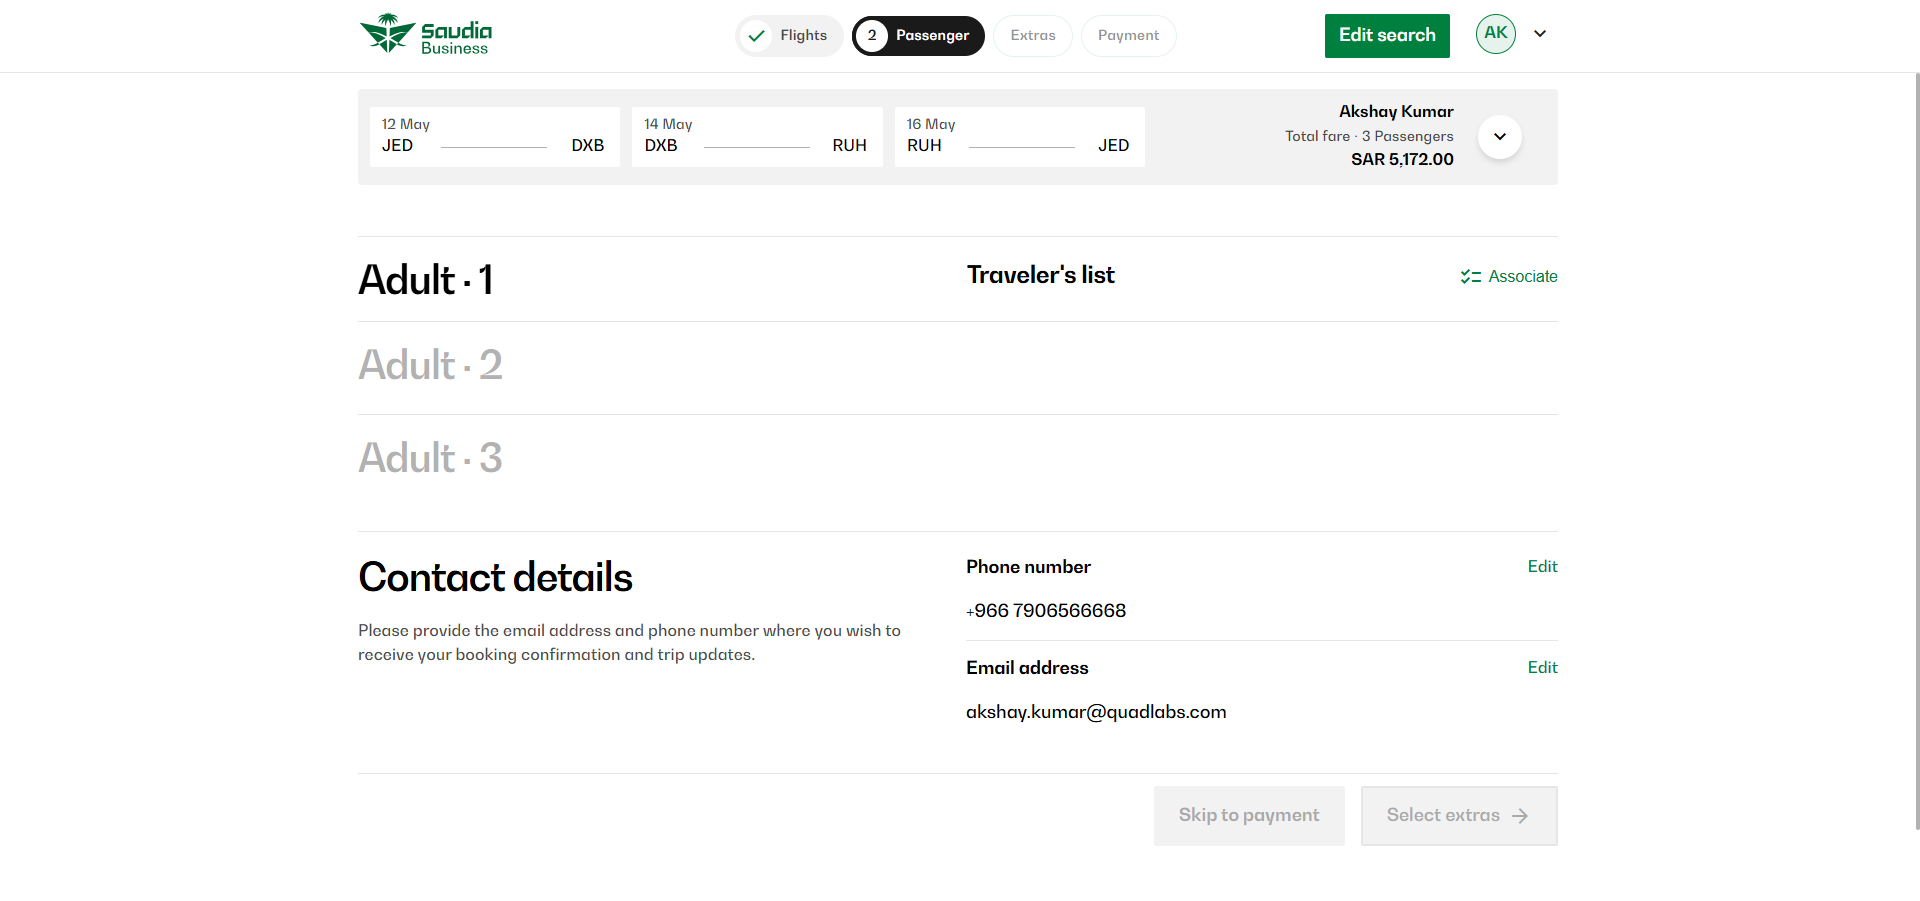 Saudia
Business
Flights
2 Passenger
Extras
Payment
Edit search
AK
12 May
JED DXB
14 May
DXB RUH
16 May
RUH JED
Akshay Kumar
Total fare · 3 Passengers
SAR 5,172.00
Adult · 1
Traveler's list
Associate
Adult · 2
Adult · 3
Contact details
Please provide the email address and phone number where you wish to
receive your booking confirmation and trip updates.
Phone number
Edit
+966 7906566668
Email address
Edit
akshay.kumar@quadlabs.com
Skip to payment
Select extras